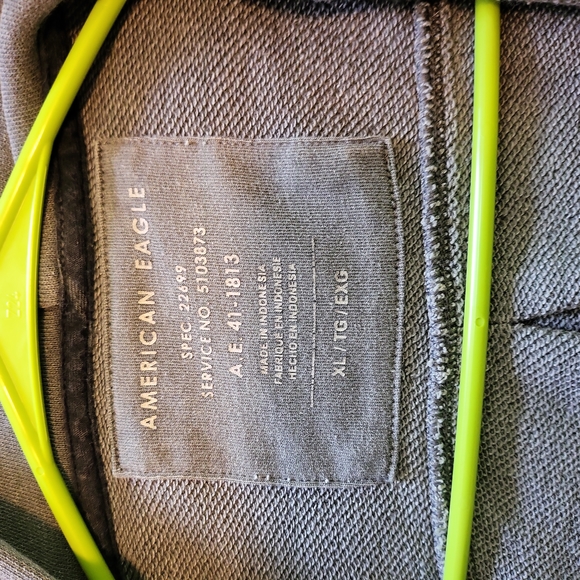 AMERICAN EAGLE
SPEC. 22699
SERVICE NO. 5103873
A.E. 41-1813
MADE IN INDONESIA
FABRIQUÉ EN INDONESIE
HECHO EN INDONESIA
XL / TG / EXG